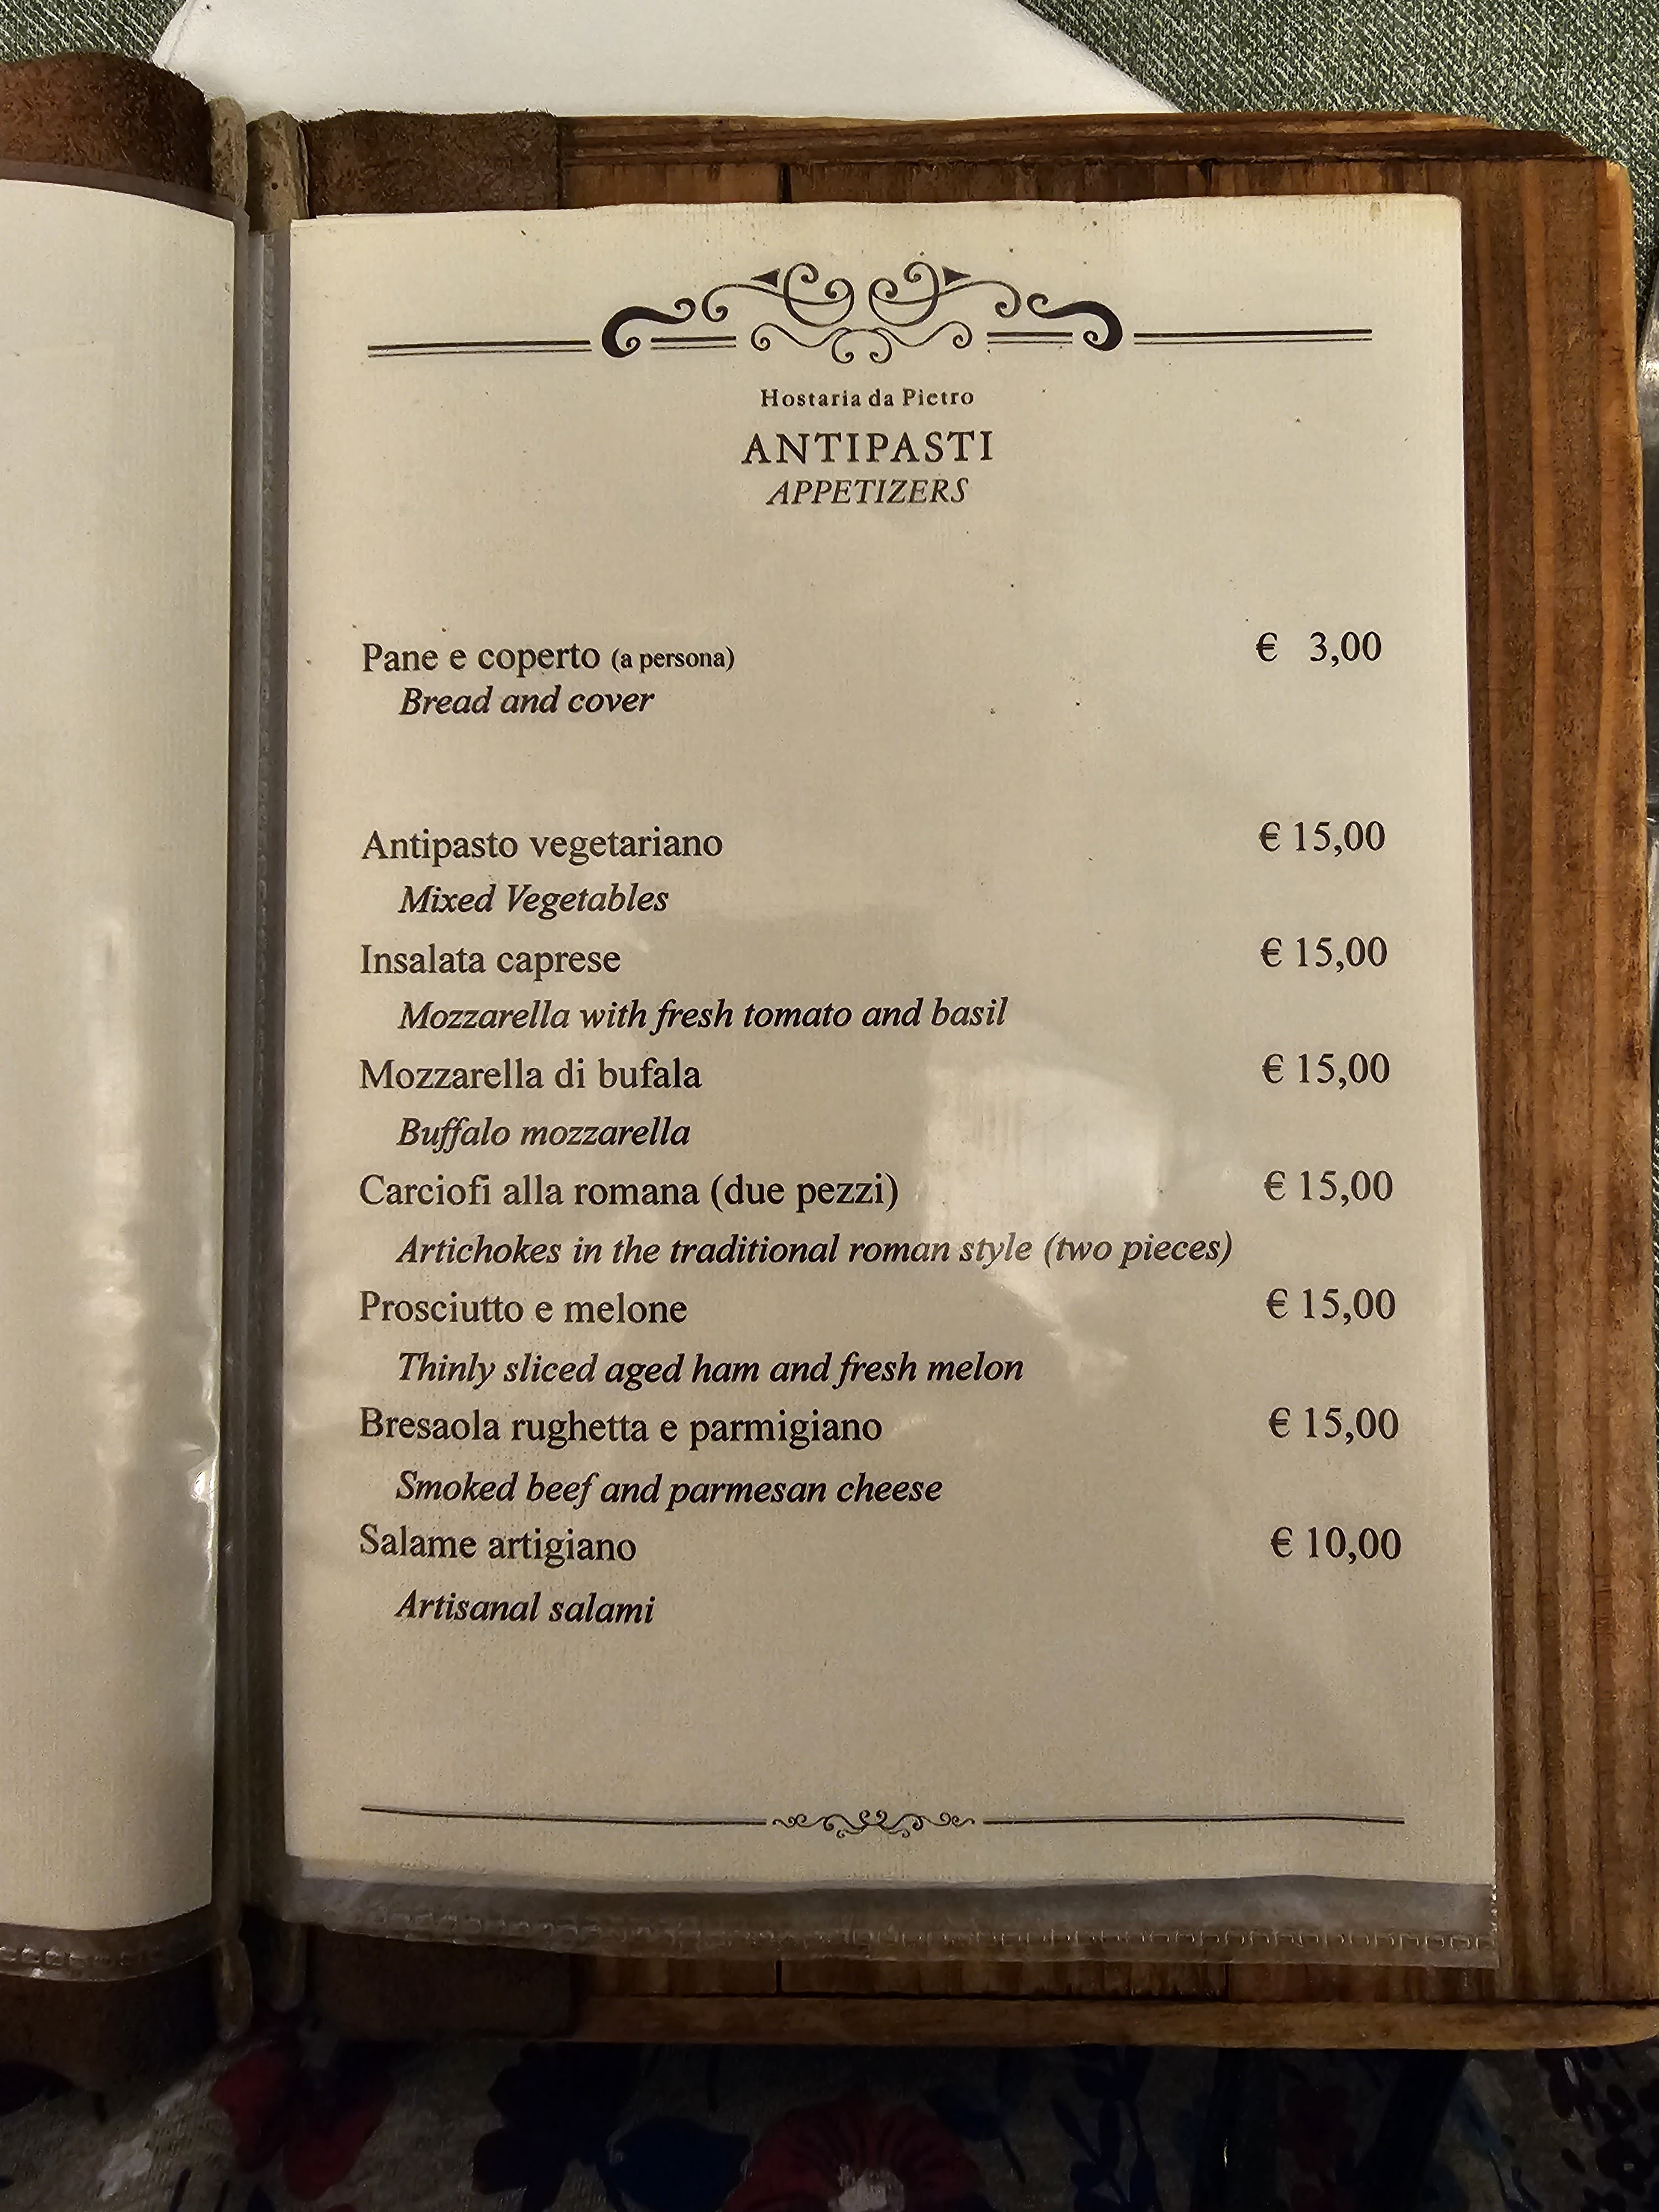 Hostaria da Pietro
ANTIPASTI
APPETIZERS
Pane e coperto (a persona) € 3,00
Bread and cover
Antipasto vegetariano € 15,00
Mixed Vegetables
Insalata caprese € 15,00
Mozzarella with fresh tomato and basil
Mozzarella di bufala € 15,00
Buffalo mozzarella
Carciofi alla romana (due pezzi) € 15,00
Artichokes in the traditional roman style (two pieces)
Prosciutto e melone € 15,00
Thinly sliced aged ham and fresh melon
Bresaola rughetta e parmigiano € 15,00
Smoked beef and parmesan cheese
Salame artigiano € 10,00
Artisanal salami